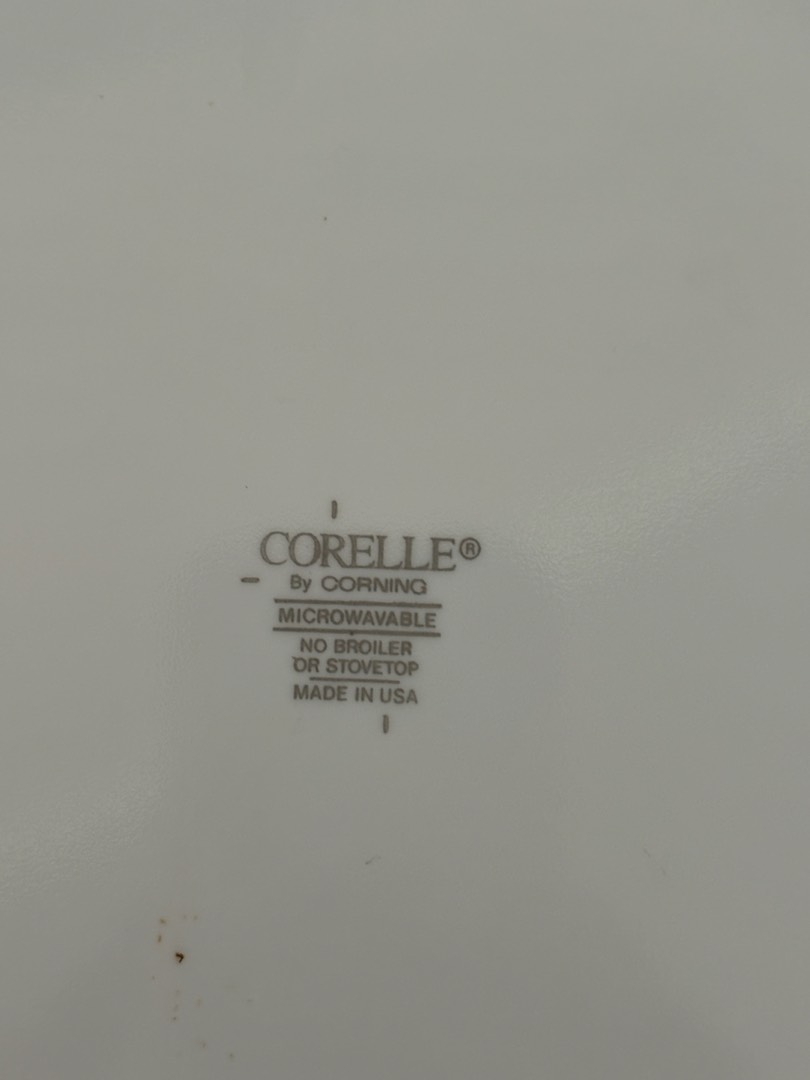 CORELLE®
By CORNING
MICROWAVABLE
NO BROILER
OR STOVETOP
MADE IN USA